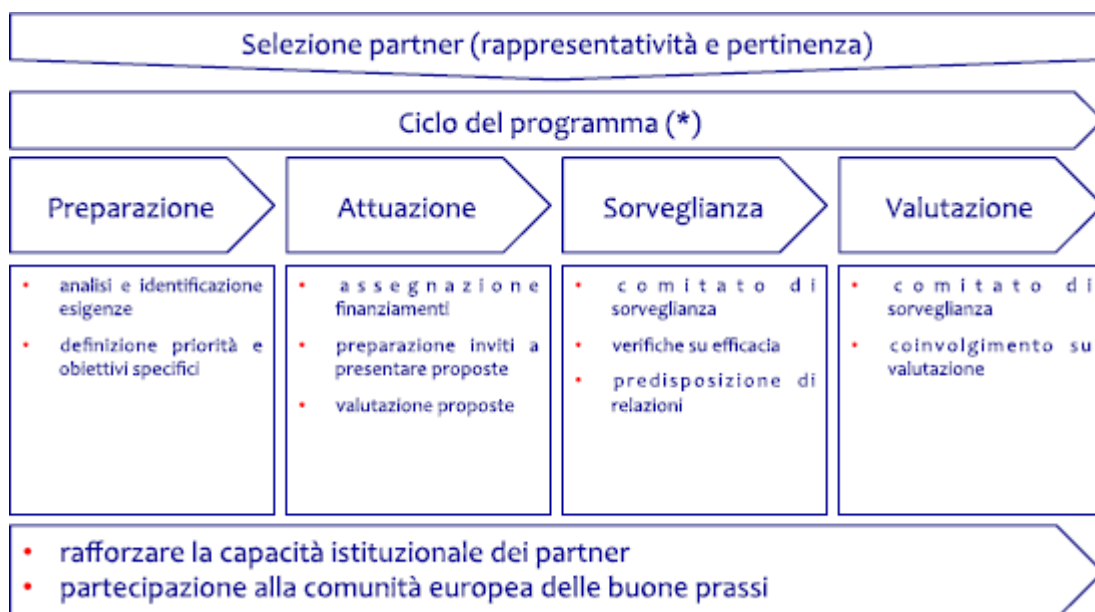 Selezione partner (rappresentatività e pertinenza)
Ciclo del programma (*)
Preparazione
Attuazione
Sorveglianza
Valutazione
• analisi e identificazione
esigenze
• definizione priorità e
obiettivi specifici
• assegnazione
finanziamenti
• preparazione inviti a
presentare proposte
• valutazione proposte
• comitato di
sorveglianza
• verifiche su efficacia
• predisposizione di
relazioni
• comitato di
sorveglianza
• coinvolgimento su
valutazione
• rafforzare la capacità istituzionale dei partner
• partecipazione alla comunità europea delle buone prassi